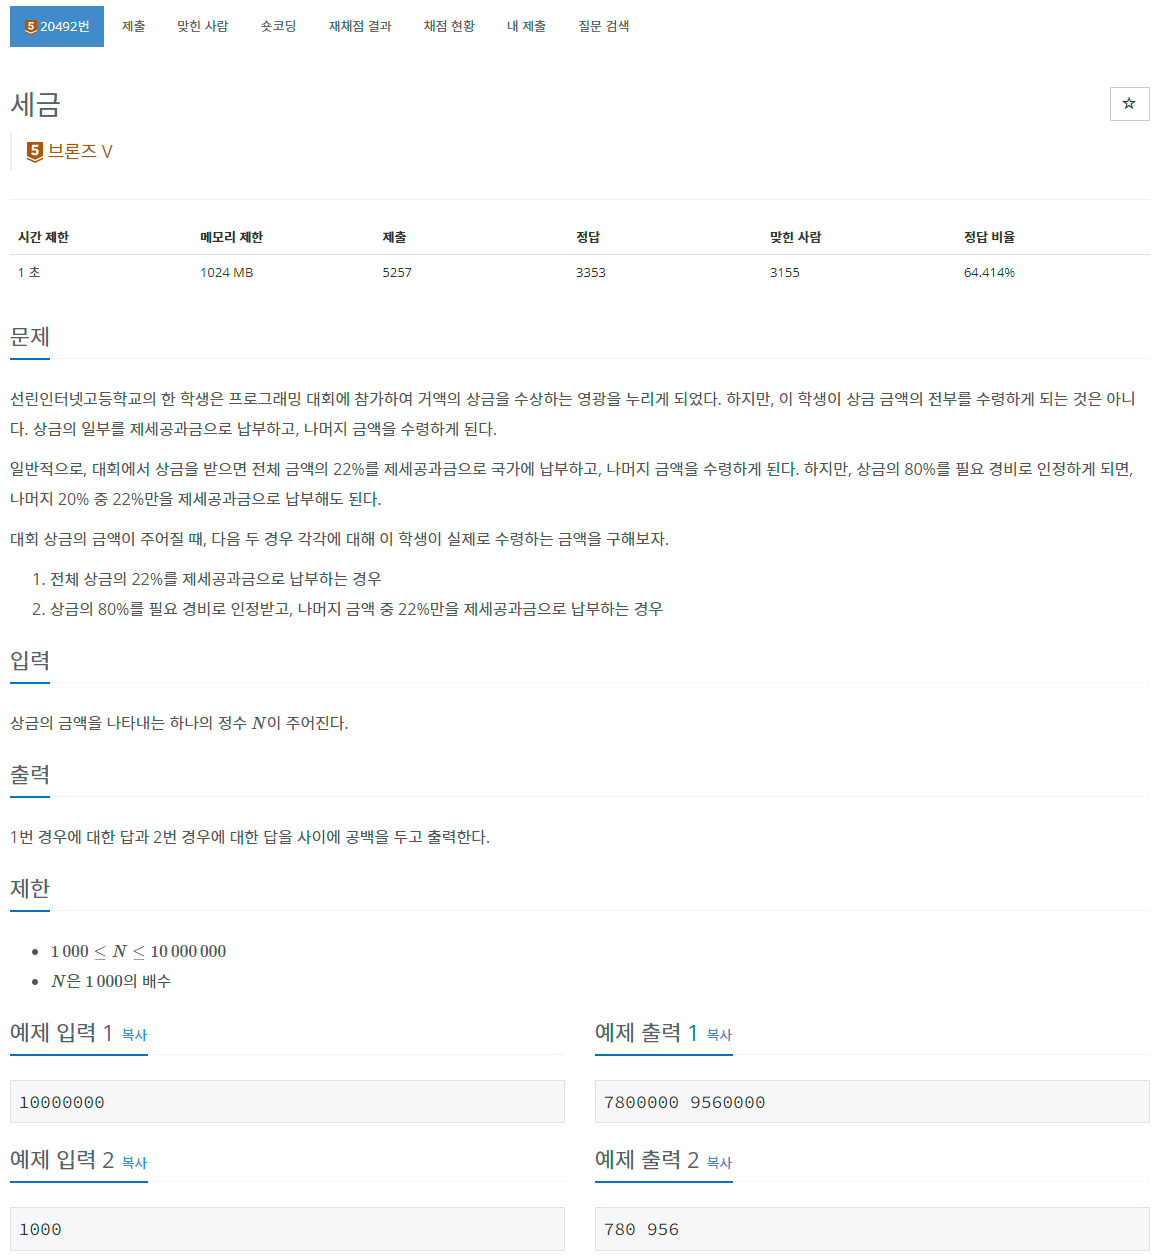 5 20492번 제출 맞힌 사람 숏코딩 재채점 결과 채점 현황 내 제출 질문 검색
세금
☆
5 브론즈 V
시간 제한 메모리 제한 제출 정답 맞힌 사람 정답 비율
1 초 1024 MB 5257 3353 3155 64.414%
문제
선린인터넷고등학교의 한 학생은 프로그래밍 대회에 참가하여 거액의 상금을 수상하는 영광을 누리게 되었다. 하지만, 이 학생이 상금 금액의 전부를 수령하게 되는 것은 아니
다. 상금의 일부를 제세공과금으로 납부하고, 나머지 금액을 수령하게 된다.
일반적으로, 대회에서 상금을 받으면 전체 금액의 22%를 제세공과금으로 국가에 납부하고, 나머지 금액을 수령하게 된다. 하지만, 상금의 80%를 필요 경비로 인정하게 되면,
나머지 20% 중 22%만을 제세공과금으로 납부해도 된다.
대회 상금의 금액이 주어질 때, 다음 두 경우 각각에 대해 이 학생이 실제로 수령하는 금액을 구해보자.
1. 전체 상금의 22%를 제세공과금으로 납부하는 경우
2. 상금의 80%를 필요 경비로 인정받고, 나머지 금액 중 22%만을 제세공과금으로 납부하는 경우
입력
상금의 금액을 나타내는 하나의 정수 N이 주어진다.
출력
1번 경우에 대한 답과 2번 경우에 대한 답을 사이에 공백을 두고 출력한다.
제한
• 1 000 ≤ N ≤ 10 000 000
• N은 1 000의 배수
예제 입력 1 복사
10000000
예제 출력 1 복사
7800000 9560000
예제 입력 2 복사
1000
예제 출력 2 복사
780 956